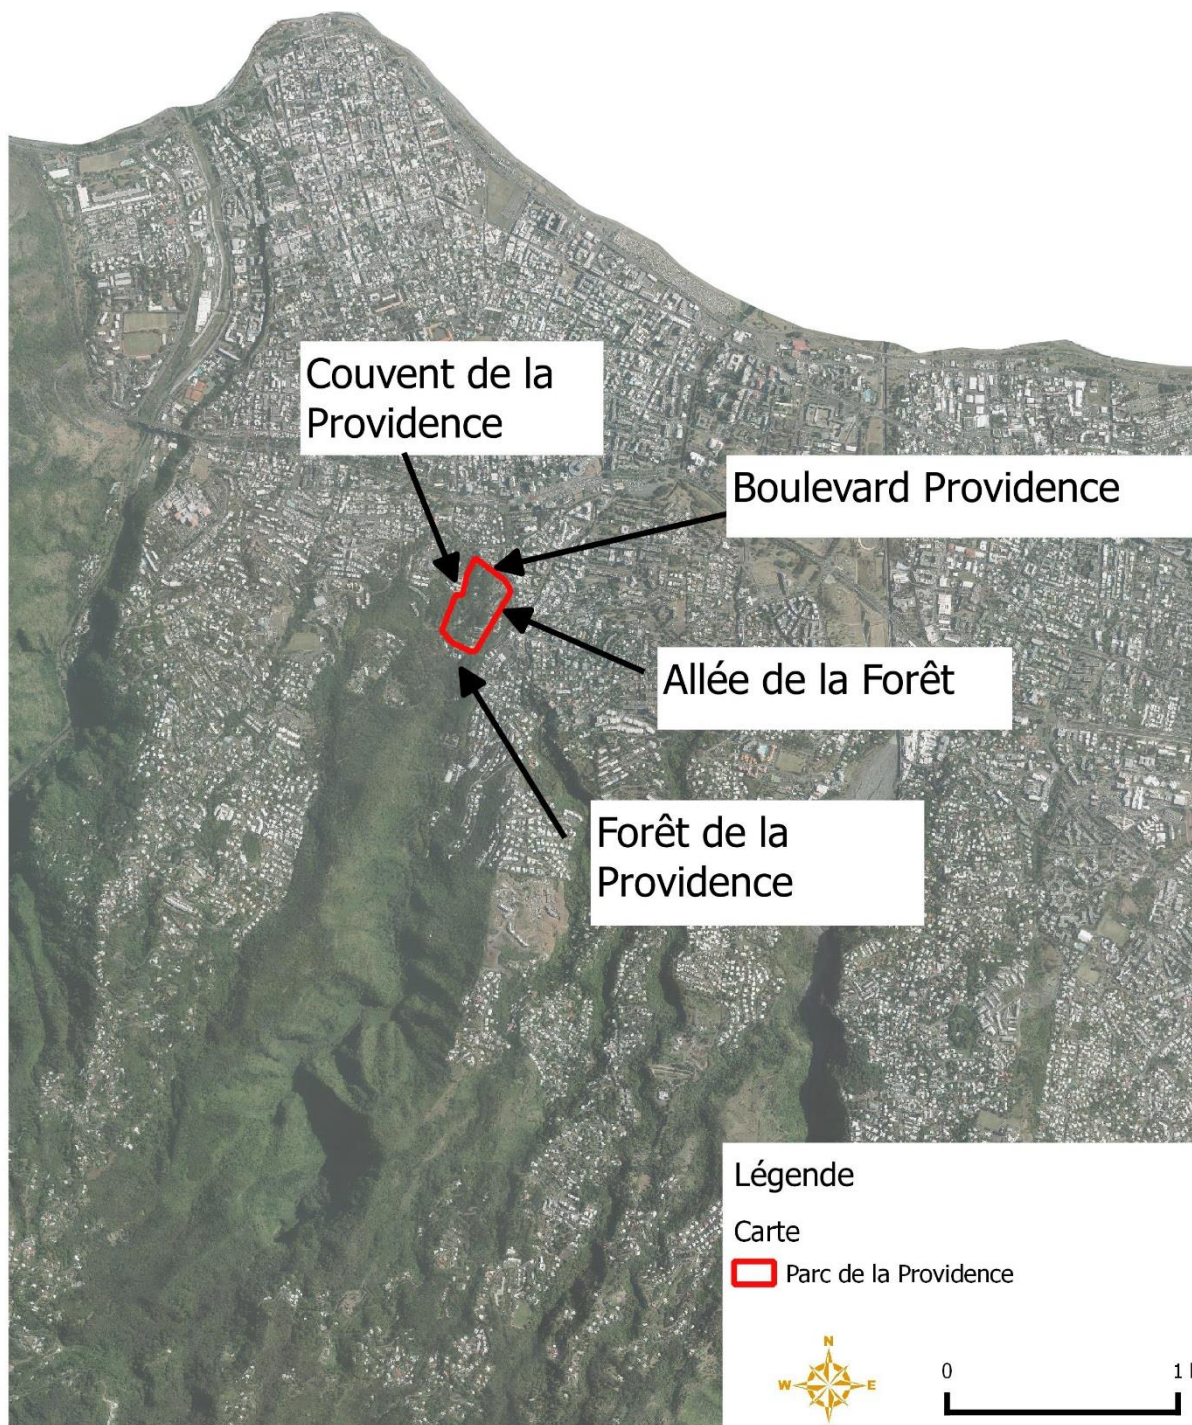 Couvent de la
Providence
Boulevard Providence
Allée de la Forêt
Forêt de la
Providence
Légende
Carte
Parc de la Providence
N
W E
S
0 1